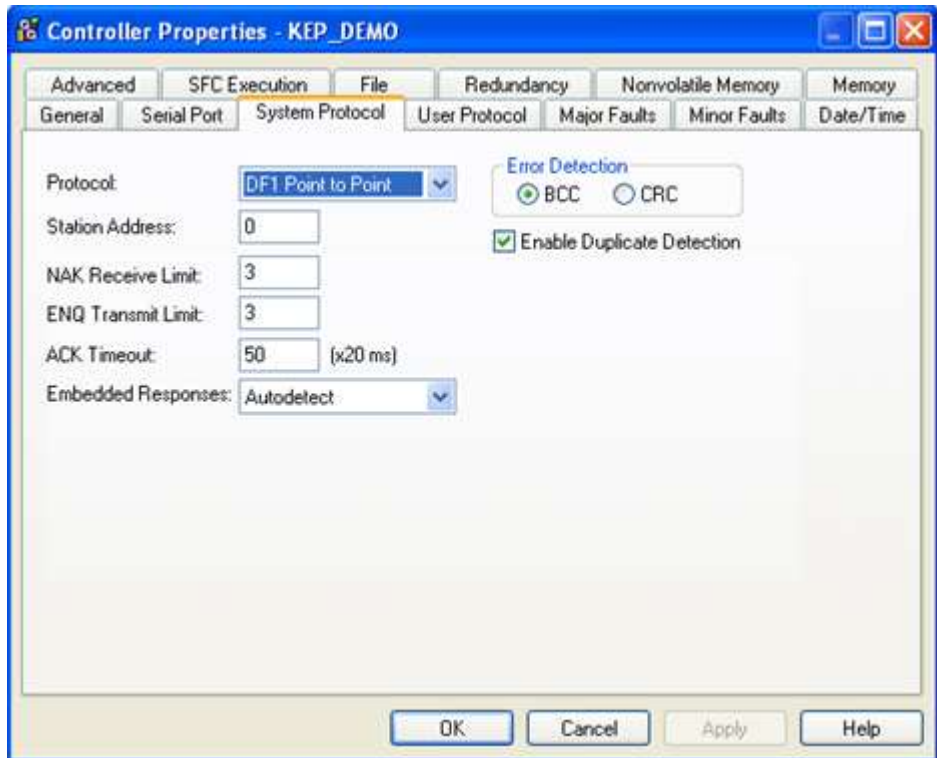 Controller Properties - KEP_DEMO
Advanced SFC Execution File Redundancy Nonvolatile Memory Memory
General Serial Port System Protocol User Protocol Major Faults Minor Faults Date/Time
Protocol: DF1 Point to Point
Error Detection
BCC CRC
Station Address: 0
Enable Duplicate Detection
NAK Receive Limit: 3
ENQ Transmit Limit: 3
ACK Timeout: 50 (x20 ms)
Embedded Responses: Autodetect
OK Cancel Apply Help